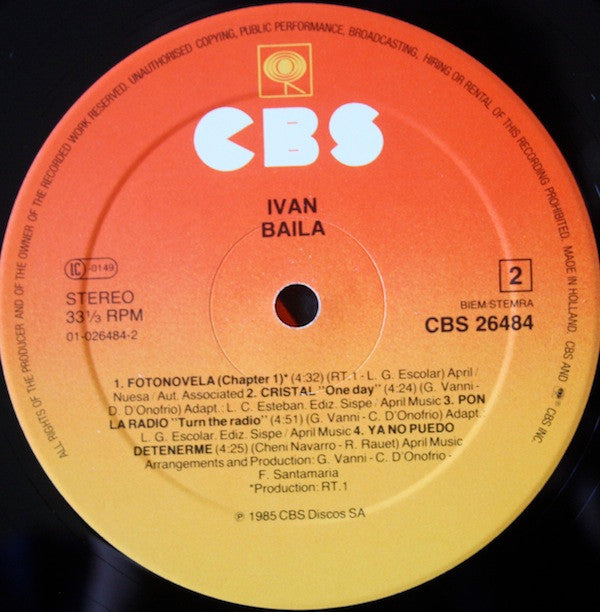 ALL RIGHTS OF THE PRODUCER AND OF THE OWNER OF THE RECORDED WORK RESERVED. UNAUTHORISED COPYING, PUBLIC PERFORMANCE, BROADCASTING, HIRING OR RENTAL OF THIS RECORDING PROHIBITED. MADE IN HOLLAND. CBS AND ® CBS INC.
CBS
IVAN
BAILA
LC -0149
STEREO
33⅓ RPM
01-026484-2
2
BIEM/STEMRA
CBS 26484
1. FOTONOVELA (Chapter 1)* (4:32) (RT.1 - L. G. Escolar) April /
Nuesa / Aut. Associated 2. CRISTAL "One day" (4:24) (G. Vanni -
D. D'Onofrio) Adapt.: L. C. Esteban. Ediz. Sispe / April Music 3. PON
LA RADIO "Turn the radio" (4:51) (G. Vanni - C. D'Onofrio) Adapt.:
L. G. Escolar. Ediz. Sispe / April Music 4. YA NO PUEDO
DETENERME (4:25) (Cheni Navarro - R. Rauet) April Music
Arrangements and Production: G. Vanni - C. D'Onofrio -
F. Santamaria
*Production: RT.1
℗ 1985 CBS Discos SA